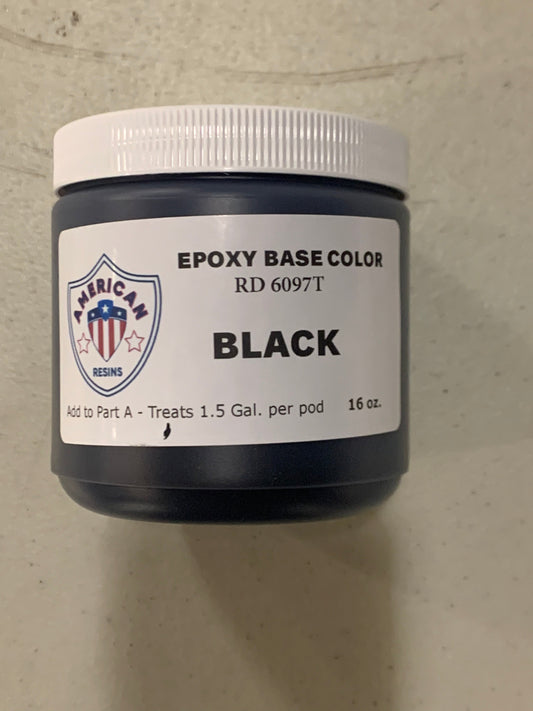 EPOXY BASE COLOR
RD 6097T
AMERICAN
BLACK
RESINS
Add to Part A - Treats 1.5 Gal. per pod 16 oz.